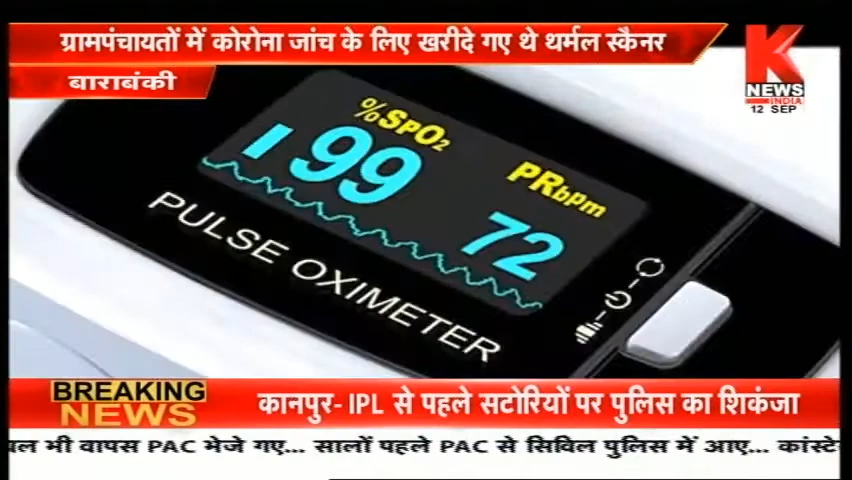 ग्रामपंचायतों में कोरोना जांच के लिए खरीदे गए थे थर्मल स्कैनर
बाराबंकी
K
NEWS
INDIA
12 SEP
%SpO2
PRbpm
99
72
PULSE OXIMETER
BREAKING
NEWS
कानपुर- IPL से पहले सटोरियों पर पुलिस का शिकंजा
भी वापस PAC भेजे गए... सालों पहले PAC से सिविल पुलिस में आए...